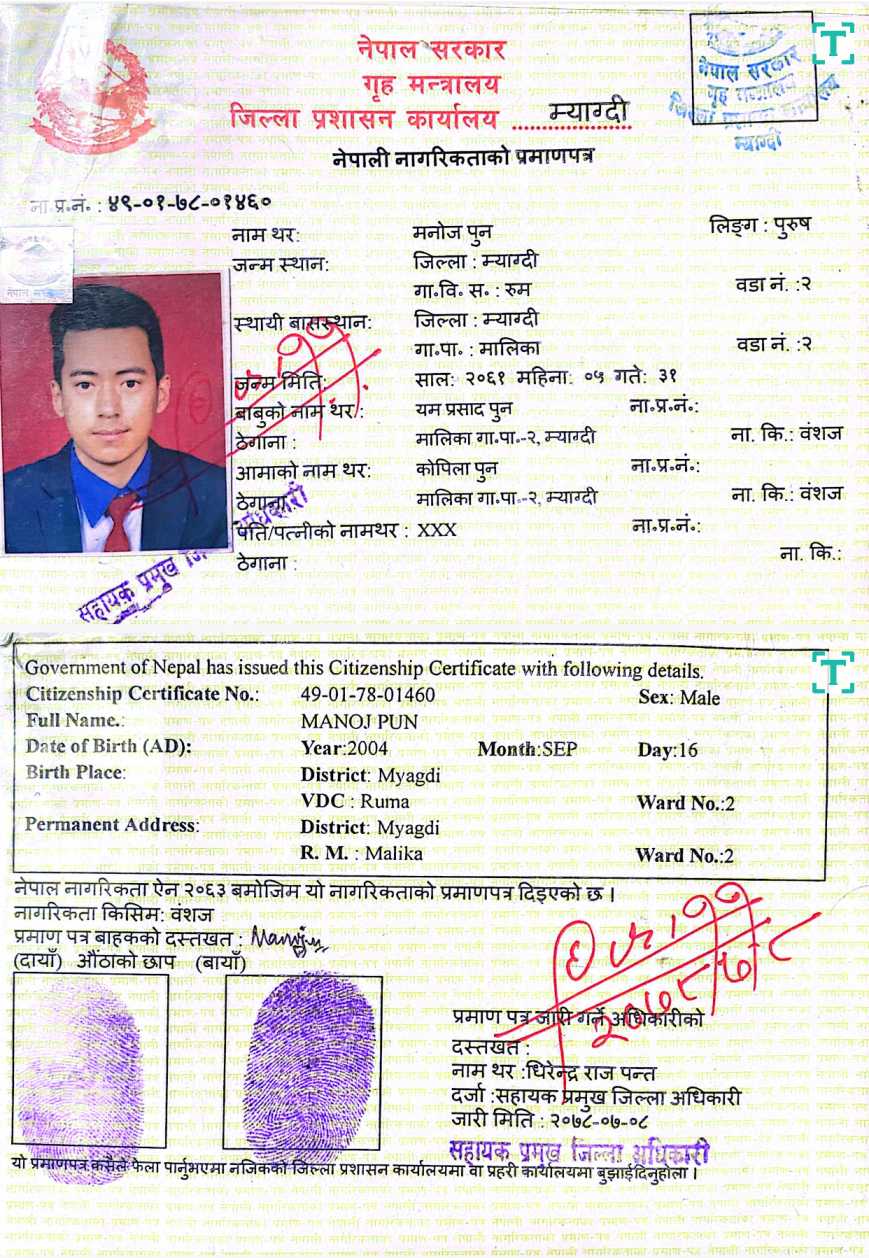 नेपाल सरकार
गृह मन्त्रालय
जिल्ला प्रशासन कार्यालय ........म्याग्दी........
नेपाली नागरिकताको प्रमाणपत्र
नेपाल सरकार
गृह मन्त्रालय
जिल्ला प्रशासन कार्यालय
म्याग्दी
ना.प्र.नं. : ४९-०१-७८-०१४६०
नाम थर: मनोज पुन लिङ्ग : पुरुष
जन्म स्थान: जिल्ला : म्याग्दी
गा.वि. स. : रुम वडा नं. :२
स्थायी बासस्थान: जिल्ला : म्याग्दी
गा.पा. : मालिका वडा नं. :२
जन्म मिति: साल: २०६१ महिना: ०५ गते: ३१
बाबुको नाम थर : यम प्रसाद पुन ना.प्र.नं.:
ठेगाना : मालिका गा.पा.-२, म्याग्दी ना. कि.: वंशज
आमाको नाम थर: कोपिला पुन ना.प्र.नं.:
ठेगाना: मालिका गा.पा.-२, म्याग्दी ना. कि.: वंशज
पति/पत्नीको नामथर : XXX ना.प्र.नं.:
ठेगाना : ना. कि.:
सहायक प्रमुख
Government of Nepal has issued this Citizenship Certificate with following details.
Citizenship Certificate No.: 49-01-78-01460 Sex: Male
Full Name.: MANOJ PUN
Date of Birth (AD): Year:2004 Month:SEP Day:16
Birth Place: District: Myagdi
VDC : Ruma Ward No.:2
Permanent Address: District: Myagdi
R. M. : Malika Ward No.:2
नेपाल नागरिकता ऐन २०६३ बमोजिम यो नागरिकताको प्रमाणपत्र दिइएको छ ।
नागरिकता किसिम: वंशज
प्रमाण पत्र बाहकको दस्तखत :
(दायाँ) औंठाको छाप (बायाँ)
प्रमाण पत्र जारी गर्ने अधिकारीको
दस्तखत :
नाम थर :धिरेन्द्र राज पन्त
दर्जा :सहायक प्रमुख जिल्ला अधिकारी
जारी मिति : २०७८-०७-०८
सहायक प्रमुख जिल्ला अधिकारी
यो प्रमाणपत्र कसैले फेला पार्नुभएमा नजिकको जिल्ला प्रशासन कार्यालयमा वा प्रहरी कार्यालयमा बुझाईदिनुहोला ।